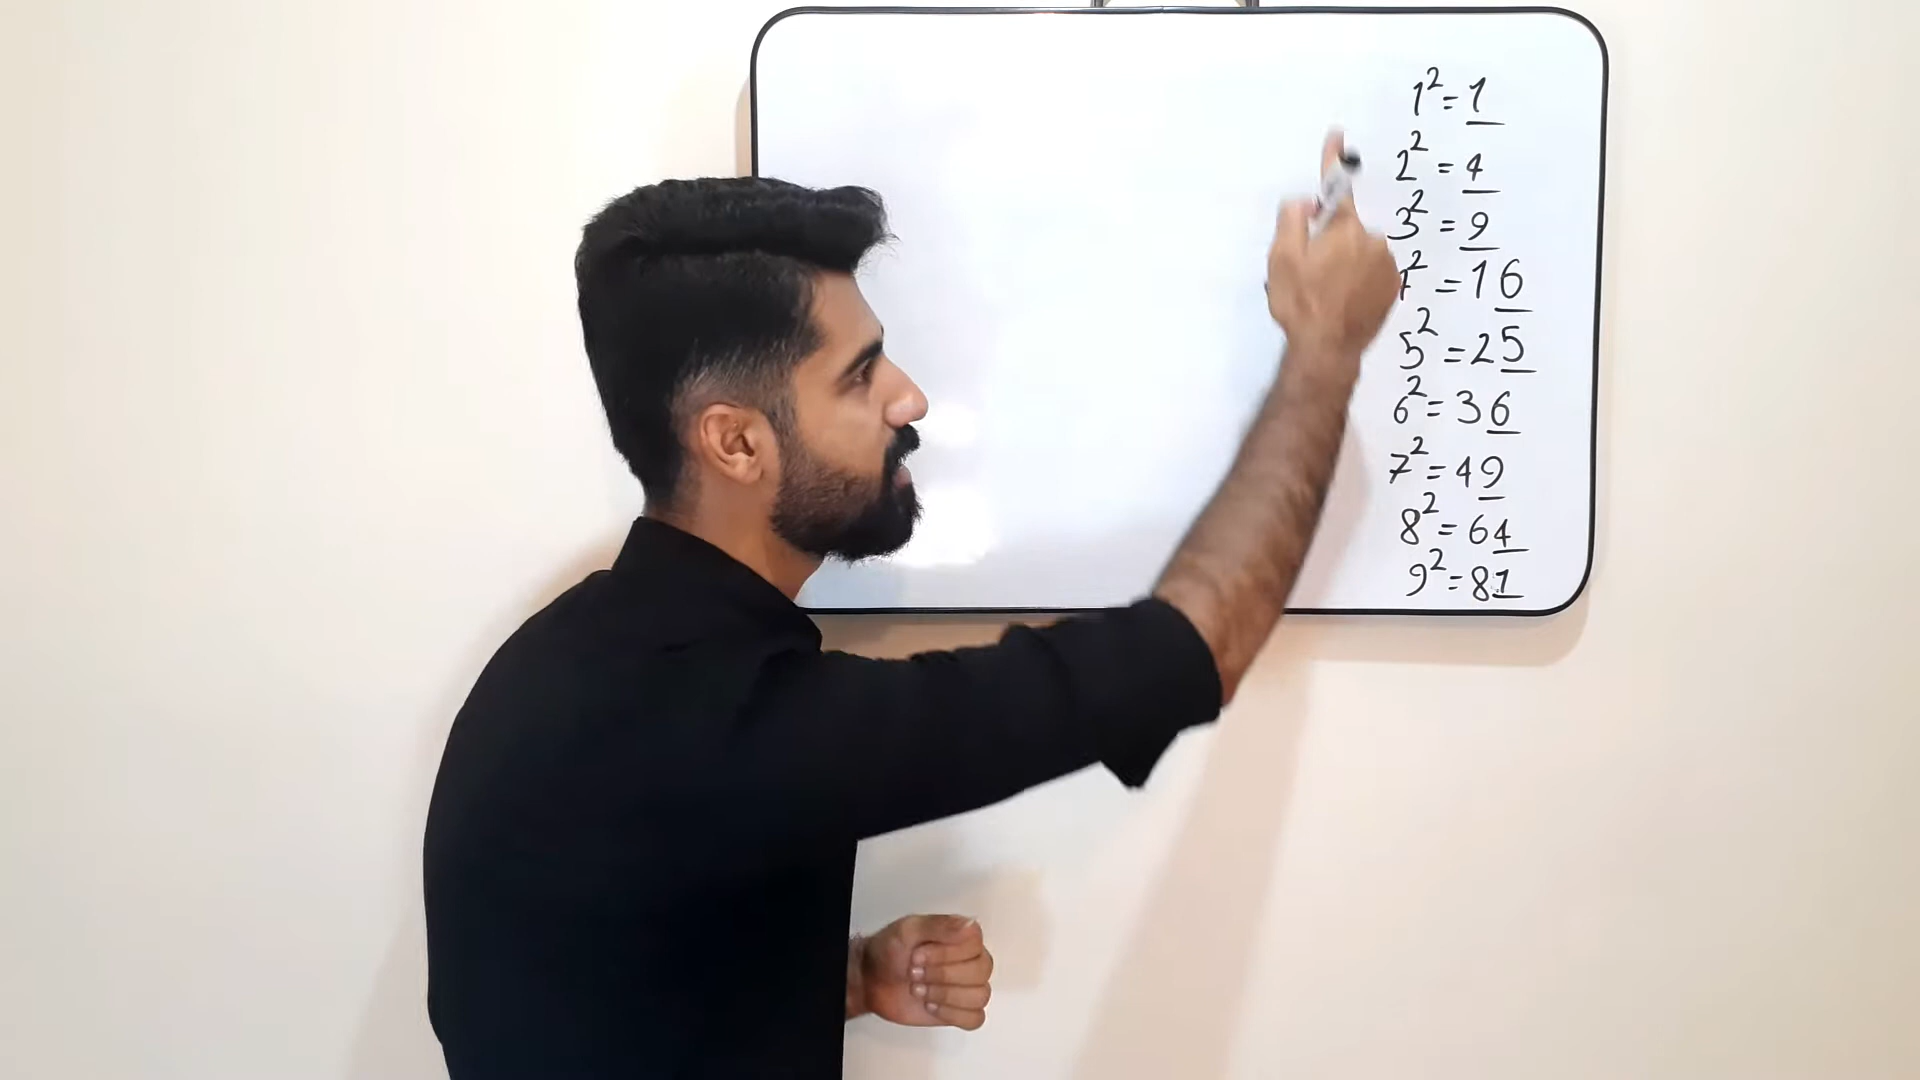 1² = 1
2² = 4
3² = 9
² = 16
5² = 25
6² = 36
7² = 49
8² = 64
9² = 81